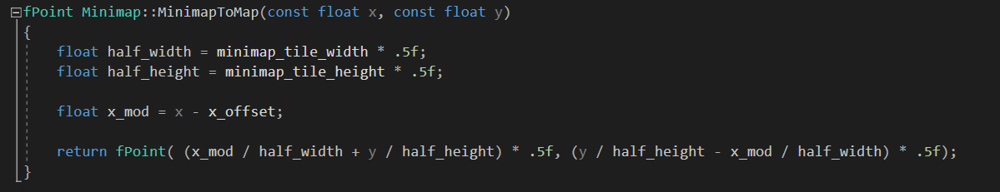 fPoint Minimap::MinimapToMap(const float x, const float y)
{
float half_width = minimap_tile_width * .5f;
float half_height = minimap_tile_height * .5f;
float x_mod = x - x_offset;
return fPoint( (x_mod / half_width + y / half_height) * .5f, (y / half_height - x_mod / half_width) * .5f);
}